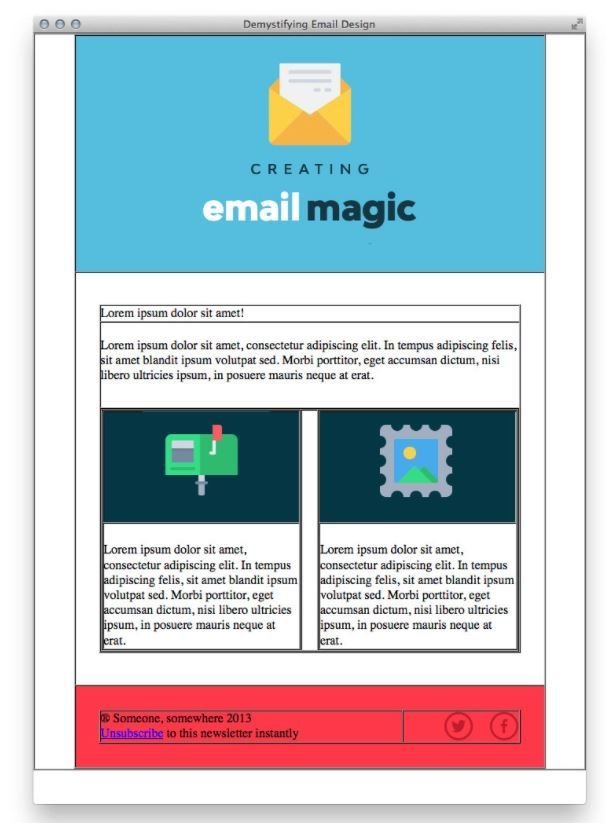 Demystifying Email Design
CREATING
email magic
Lorem ipsum dolor sit amet!
Lorem ipsum dolor sit amet, consectetur adipiscing elit. In tempus adipiscing felis,
sit amet blandit ipsum volutpat sed. Morbi porttitor, eget accumsan dictum, nisi
libero ultricies ipsum, in posuere mauris neque at erat.
Lorem ipsum dolor sit amet,
consectetur adipiscing elit. In tempus
adipiscing felis, sit amet blandit ipsum
volutpat sed. Morbi porttitor, eget
accumsan dictum, nisi libero ultricies
ipsum, in posuere mauris neque at
erat.
Lorem ipsum dolor sit amet,
consectetur adipiscing elit. In tempus
adipiscing felis, sit amet blandit ipsum
volutpat sed. Morbi porttitor, eget
accumsan dictum, nisi libero ultricies
ipsum, in posuere mauris neque at
erat.
® Someone, somewhere 2013
Unsubscribe to this newsletter instantly